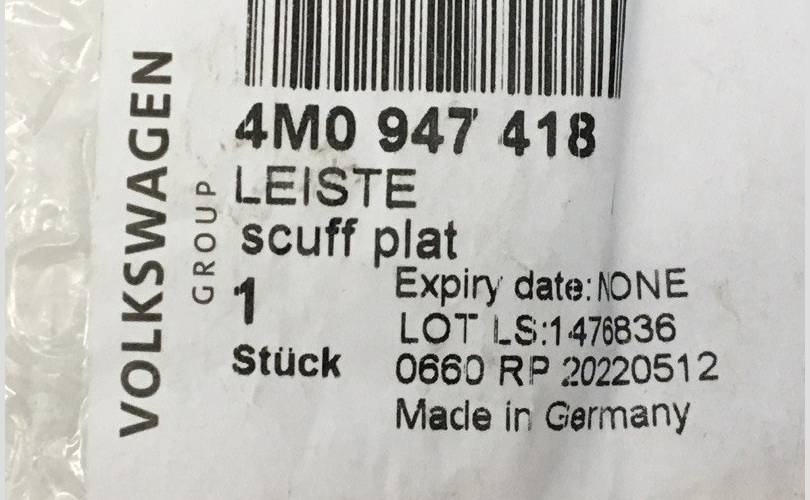 VOLKSWAGEN
GROUP
4M0 947 418
LEISTE
scuff plat
1
Stück
Expiry date:NONE
LOT LS:1476836
0660 RP 20220512
Made in Germany